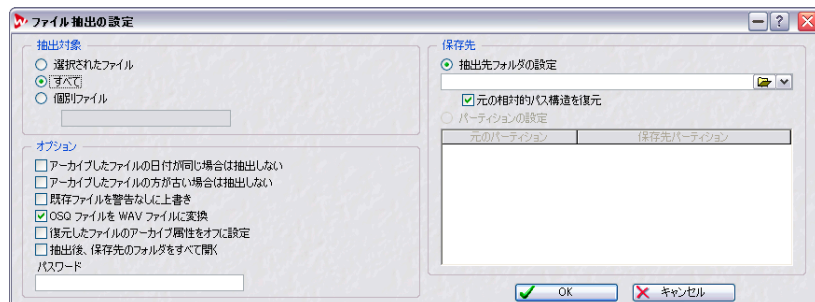 ファイル抽出の設定
抽出対象
選択されたファイル
すべて
個別ファイル
オプション
アーカイブしたファイルの日付が同じ場合は抽出しない
アーカイブしたファイルの方が古い場合は抽出しない
既存ファイルを警告なしに上書き
OSQ ファイルを WAV ファイルに変換
復元したファイルのアーカイブ属性をオフに設定
抽出後、保存先のフォルダをすべて開く
パスワード
保存先
抽出先フォルダの設定
元の相対的パス構造を復元
パーティションの設定
元のパーティション 保存先パーティション
OK キャンセル